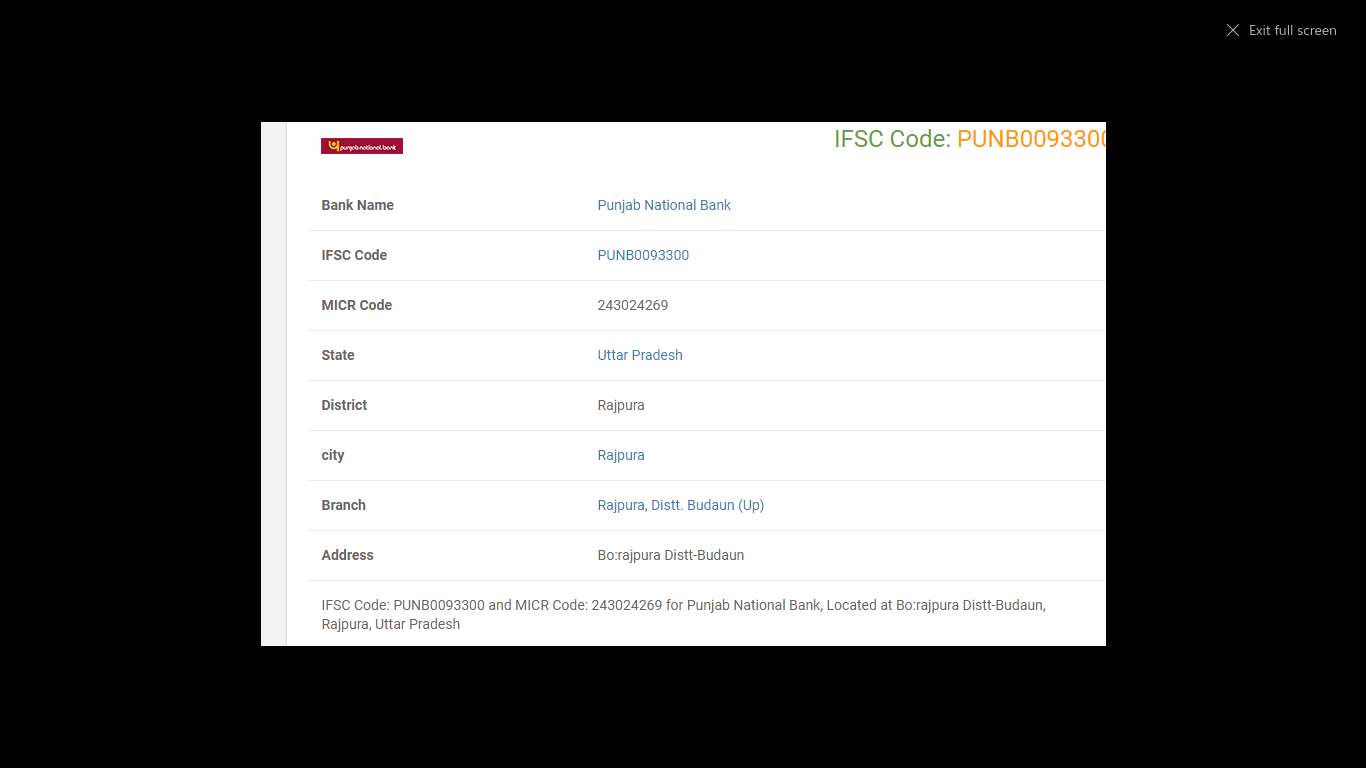 Exit full screen
punjab national bank
IFSC Code: PUNB0093300
Bank Name Punjab National Bank
IFSC Code PUNB0093300
MICR Code 243024269
State Uttar Pradesh
District Rajpura
city Rajpura
Branch Rajpura, Distt. Budaun (Up)
Address Bo:rajpura Distt-Budaun
IFSC Code: PUNB0093300 and MICR Code: 243024269 for Punjab National Bank, Located at Bo:rajpura Distt-Budaun,
Rajpura, Uttar Pradesh